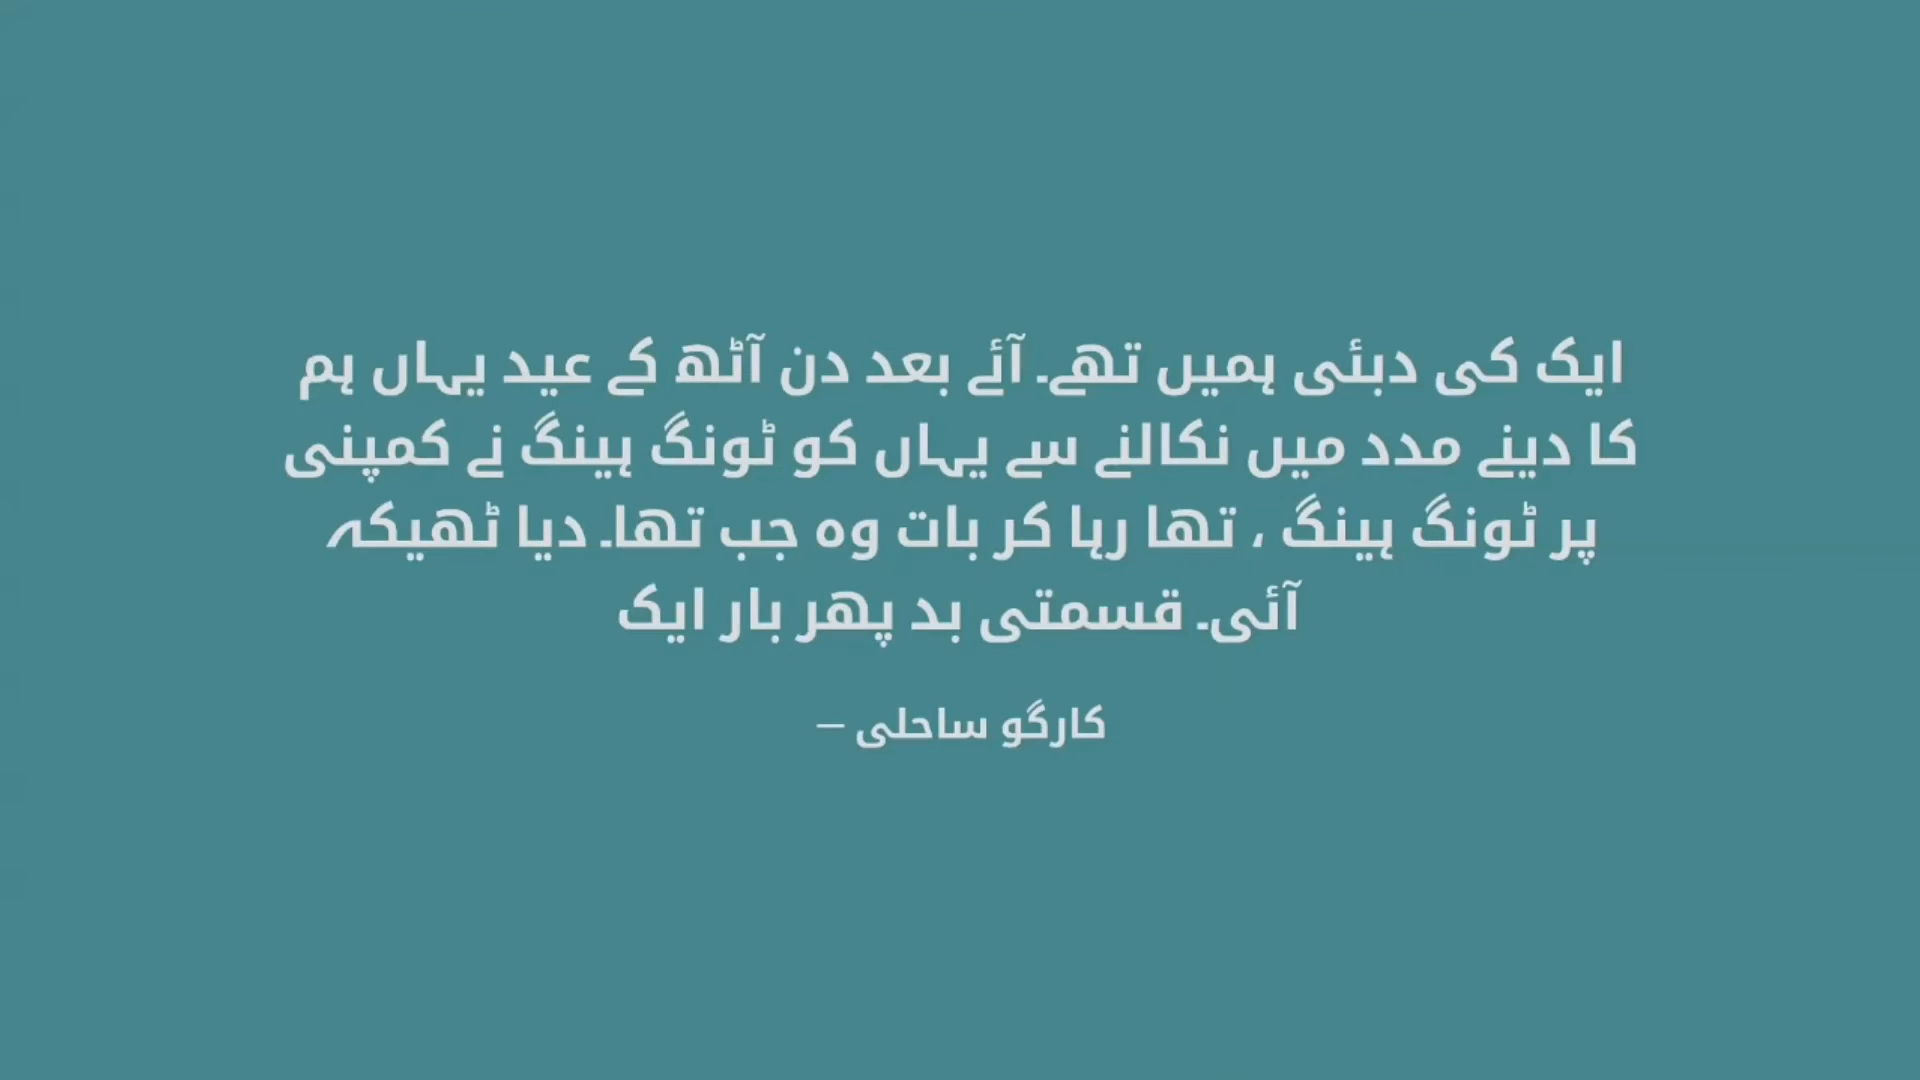 ایک کی دبئی ہمیں تھے۔ آئے بعد دن آٹھ کے عید یہاں ہم
کا دینے مدد میں نکالنے سے یہاں کو ٹونگ ہینگ نے کمپنی
پر ٹونگ ہینگ ، تھا رہا کر بات وہ جب تھا۔ دیا ٹھیکہ
آئی۔ قسمتی بد پھر بار ایک
کارگو ساحلی —